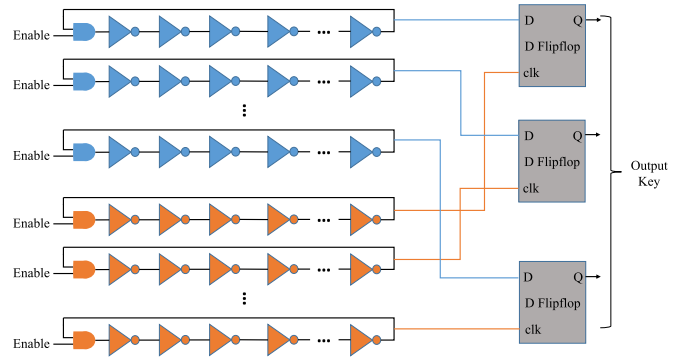 Enable
Enable
Enable
Enable
Enable
Enable
D Q
D Flipflop
clk
D Q
D Flipflop
clk
D Q
D Flipflop
clk
Output
Key